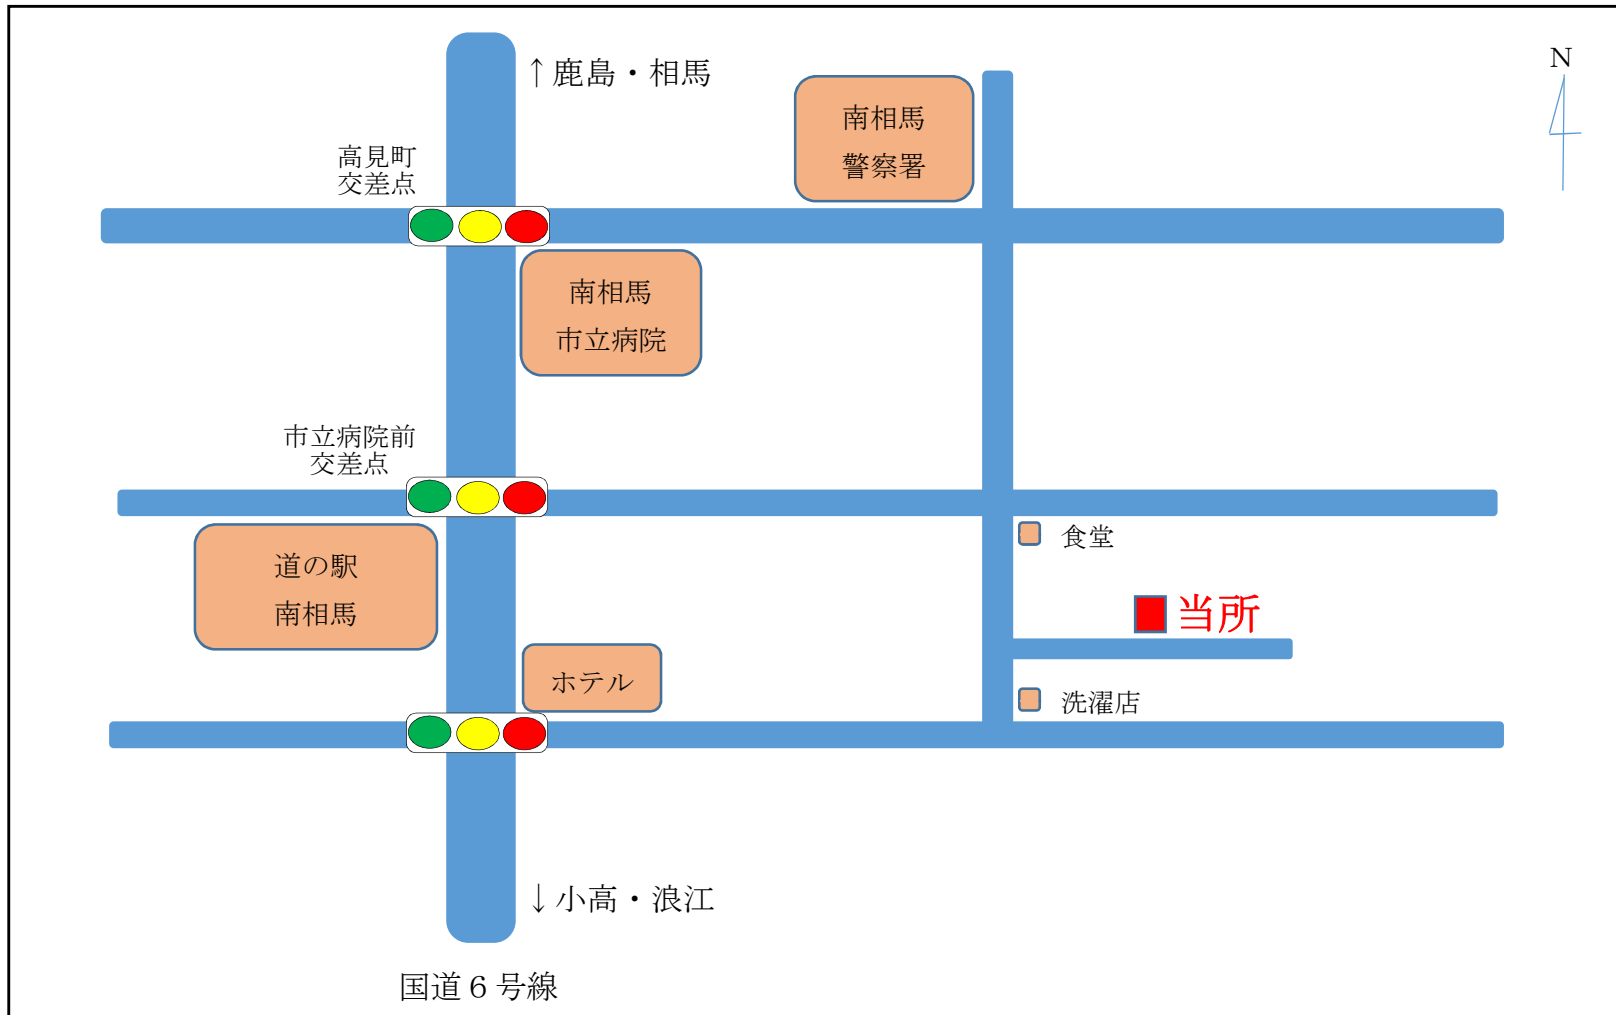 ↑鹿島・相馬
N
南相馬
警察署
高見町
交差点
南相馬
市立病院
市立病院前
交差点
食堂
道の駅
南相馬
当所
ホテル
洗濯店
↓小高・浪江
国道６号線